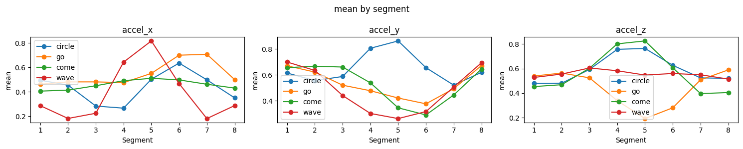 mean by segment
accel_x
mean
0.8
0.6
0.4
0.2
circle
go
come
wave
1 2 3 4 5 6 7 8
Segment
accel_y
mean
0.8
0.6
0.4
circle
go
come
wave
1 2 3 4 5 6 7 8
Segment
accel_z
mean
0.8
0.6
0.4
0.2
circle
go
come
wave
1 2 3 4 5 6 7 8
Segment